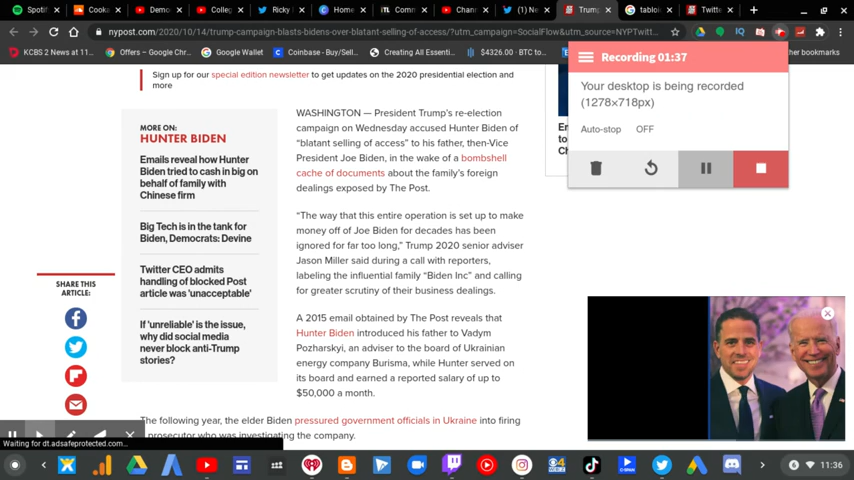 Spotif
Cooka
Demo
Colleg
Ricky
Home
ITL Comm
Chann
(1) Ne
Trump
tabloi
Twitte
nypost.com/2020/10/14/trump-campaign-blasts-bidens-over-blatant-selling-of-access/?utm_campaign=SocialFlow&utm_source=NYPTwitt...
KCBS 2 News at 11...
Offers – Google Chr...
Google Wallet
Coinbase - Buy/Sell...
Creating All Essenti...
$4326.00 - BTC to...
her bookmarks
Recording 01:37
Your desktop is being recorded
(1278×718px)
Auto-stop OFF
Sign up for our special edition newsletter to get updates on the 2020 presidential election and
more
MORE ON:
HUNTER BIDEN
Emails reveal how Hunter
Biden tried to cash in big on
behalf of family with
Chinese firm
Big Tech is in the tank for
Biden, Democrats: Devine
Twitter CEO admits
handling of blocked Post
article was 'unacceptable'
If 'unreliable' is the issue,
why did social media
never block anti-Trump
stories?
SHARE THIS
ARTICLE:
WASHINGTON — President Trump's re-election
campaign on Wednesday accused Hunter Biden of
"blatant selling of access" to his father, then-Vice
President Joe Biden, in the wake of a bombshell
cache of documents about the family's foreign
dealings exposed by The Post.
"The way that this entire operation is set up to make
money off of Joe Biden for decades has been
ignored for far too long," Trump 2020 senior adviser
Jason Miller said during a call with reporters,
labeling the influential family "Biden Inc" and calling
for greater scrutiny of their business dealings.
A 2015 email obtained by The Post reveals that
Hunter Biden introduced his father to Vadym
Pozharskyi, an adviser to the board of Ukrainian
energy company Burisma, while Hunter served on
its board and earned a reported salary of up to
$50,000 a month.
The following year, the elder Biden pressured government officials in Ukraine into firing
prosecutor who was investigating the company.
Waiting for dt.adsafeprotected.com...
6
11:36